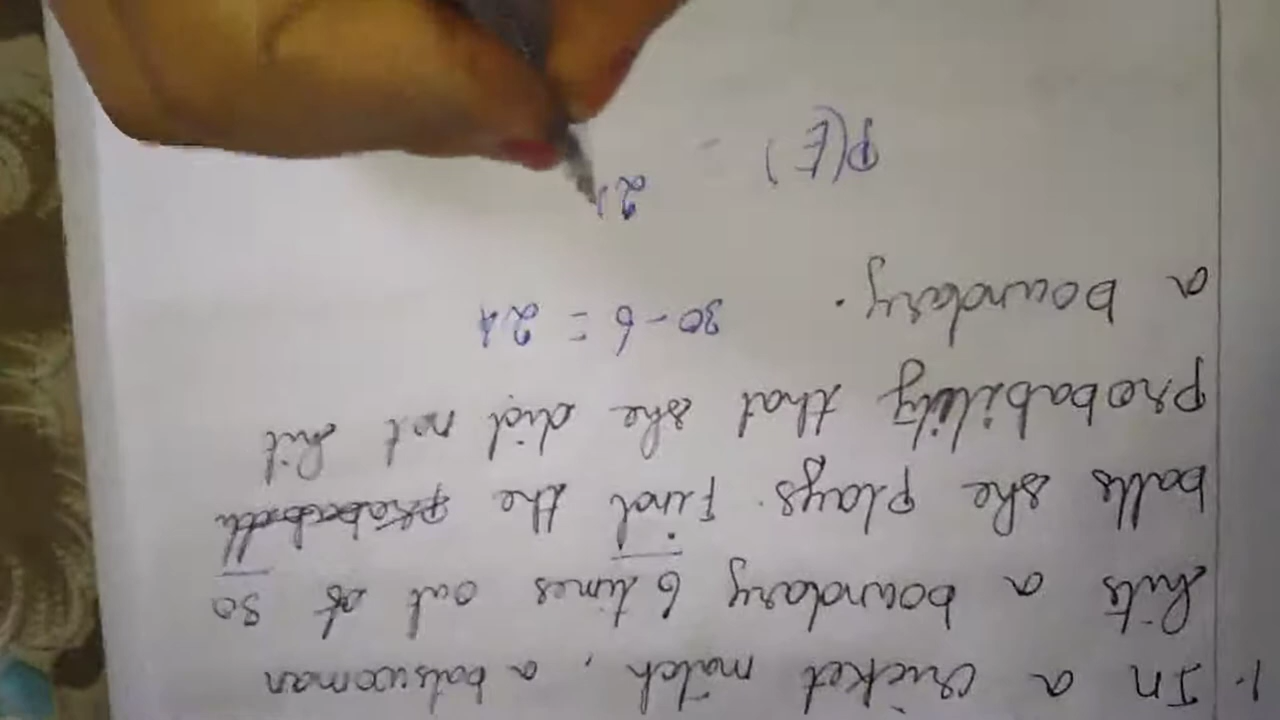 1. In a cricket match, a batswoman
hits a boundary 6 times out of 30
balls she plays. Find the
probability that she did not hit
a boundary.
30 - 6 = 24
P(E) = 2